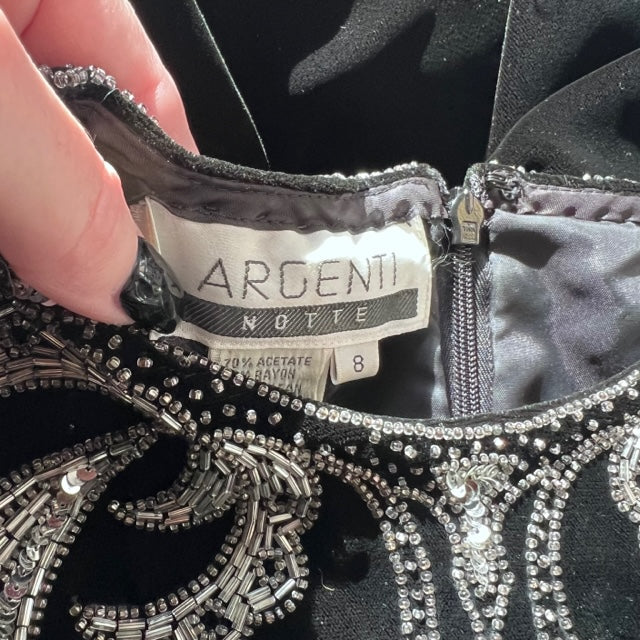 ARGENTI
NOTTE
70% ACETATE
RAYON
8